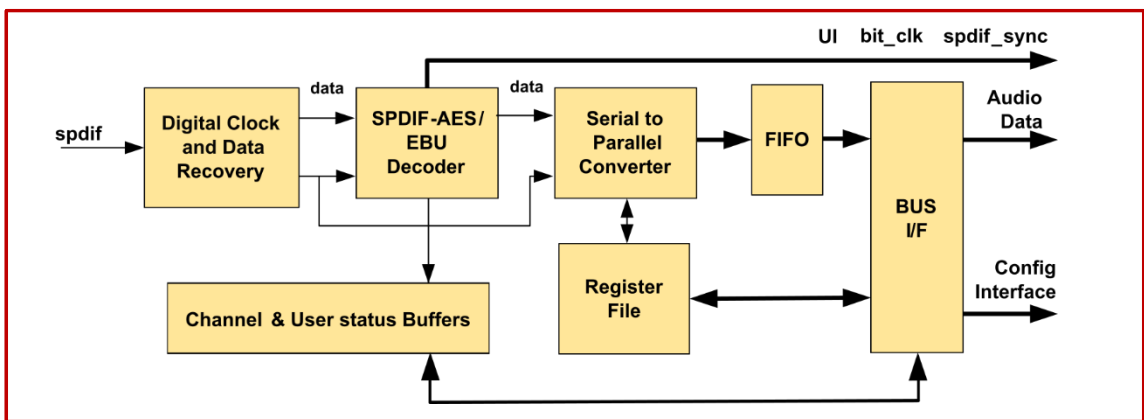 UI bit_clk spdif_sync
data
data
Audio
Data
spdif
Digital Clock
and Data
Recovery
SPDIF-AES/
EBU
Decoder
Serial to
Parallel
Converter
FIFO
BUS
I/F
Config
Interface
Register
File
Channel & User status Buffers